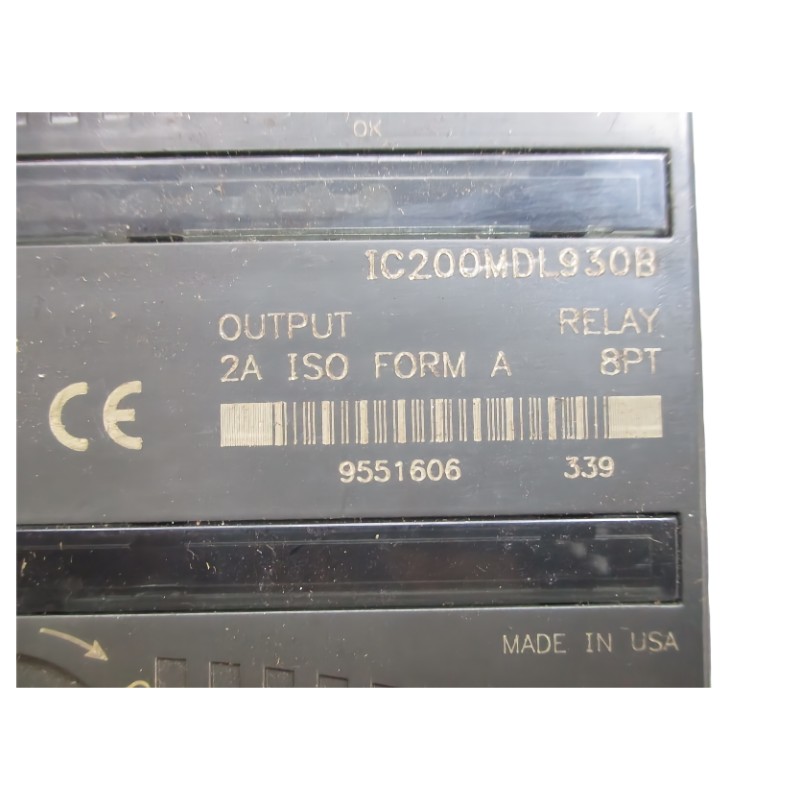 OK
IC200MDL930B
OUTPUT RELAY
2A ISO FORM A 8PT
CE
9551606 339
MADE IN USA